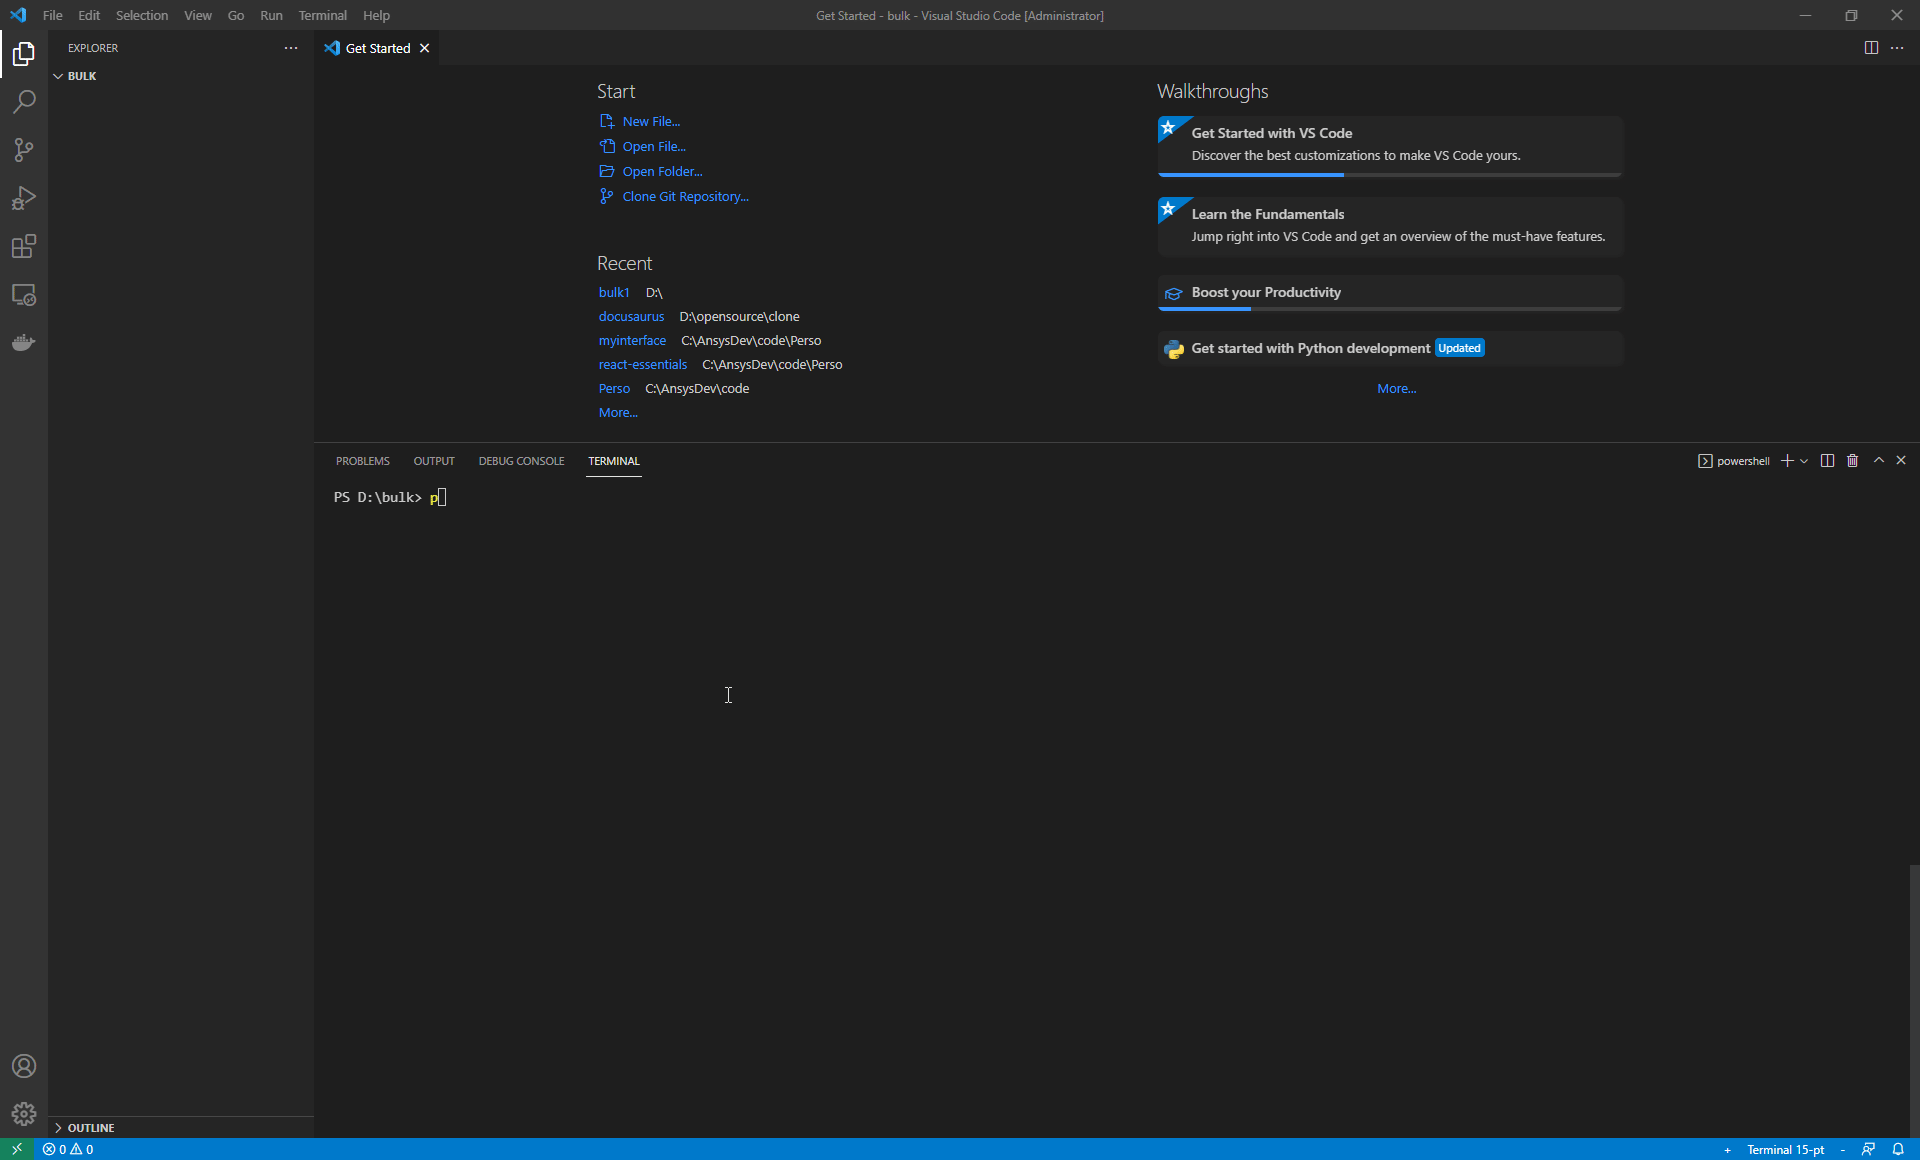 File Edit Selection View Go Run Terminal Help
Get Started - bulk - Visual Studio Code [Administrator]
EXPLORER
BULK
OUTLINE
Get Started
Start
New File...
Open File...
Open Folder...
Clone Git Repository...
Recent
bulk1 D:\
docusaurus D:\opensource\clone
myinterface C:\AnsysDev\code\Perso
react-essentials C:\AnsysDev\code\Perso
Perso C:\AnsysDev\code
More...
Walkthroughs
Get Started with VS Code
Discover the best customizations to make VS Code yours.
Learn the Fundamentals
Jump right into VS Code and get an overview of the must-have features.
Boost your Productivity
Get started with Python development Updated
More...
PROBLEMS OUTPUT DEBUG CONSOLE TERMINAL
powershell
PS D:\bulk> p
0 0
+ Terminal 15-pt -